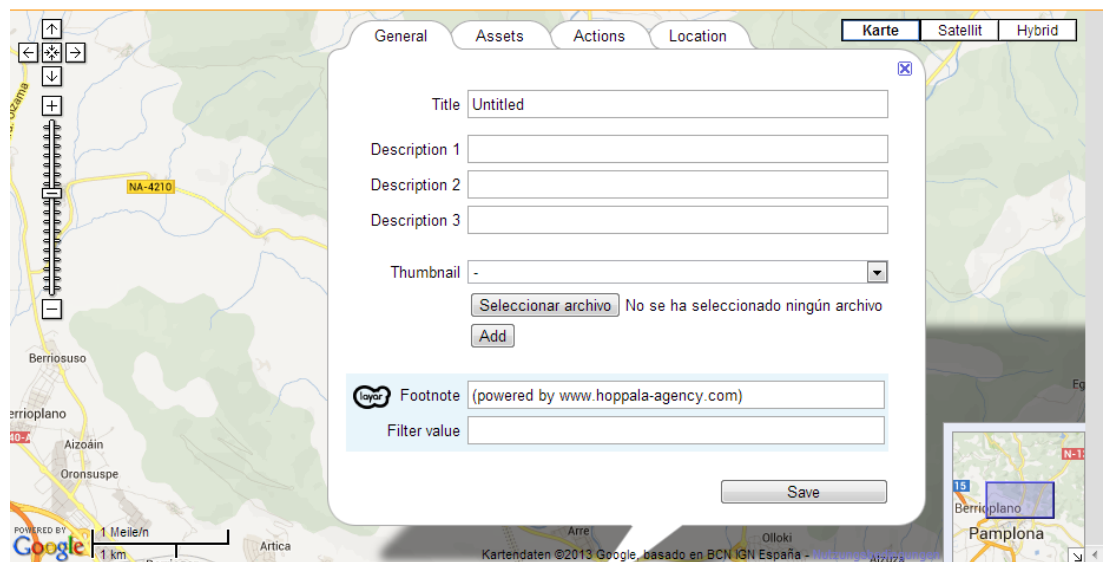 General Assets Actions Location
Karte Satellit Hybrid
Title Untitled
Description 1
Description 2
NA-4210
Description 3
Thumbnail -
Seleccionar archivo No se ha seleccionado ningún archivo
Add
Berriosuso
layar Footnote (powered by www.hoppala-agency.com)
Filter value
errioplano
Aizoáin
Oronsuspe
Save
15
Berrioplano
Pamplona
POWERED BY
Google
1 Meile/n
1 km
Artica
Arre
Olloki
Alzuza
Kartendaten ©2013 Google, basado en BCN IGN España -